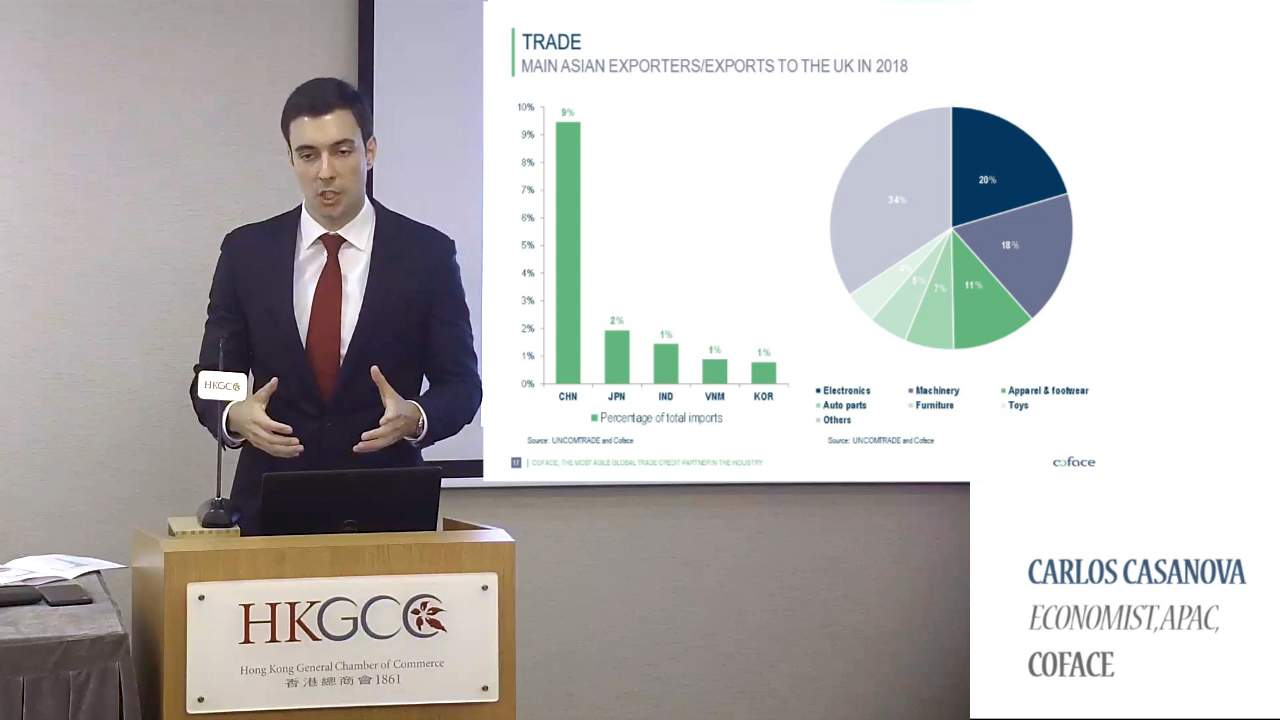 TRADE
MAIN ASIAN EXPORTERS/EXPORTS TO THE UK IN 2018
10%
9%
8%
7%
6%
5%
4%
3%
2%
1%
0%
9%
2%
1%
1%
1%
CHN JPN IND VNM KOR
Percentage of total imports
Source: UNCOMTRADE and Coface
20%
18%
11%
7%
5%
4%
34%
Electronics Machinery Apparel & footwear
Auto parts Furniture Toys
Others
Source: UNCOMTRADE and Coface
17 COFACE, THE MOST AGILE GLOBAL TRADE CREDIT PARTNER IN THE INDUSTRY
coface
HKGCC
HKGCC
Hong Kong General Chamber of Commerce
香港總商會 1861
CARLOS CASANOVA
ECONOMIST, APAC,
COFACE